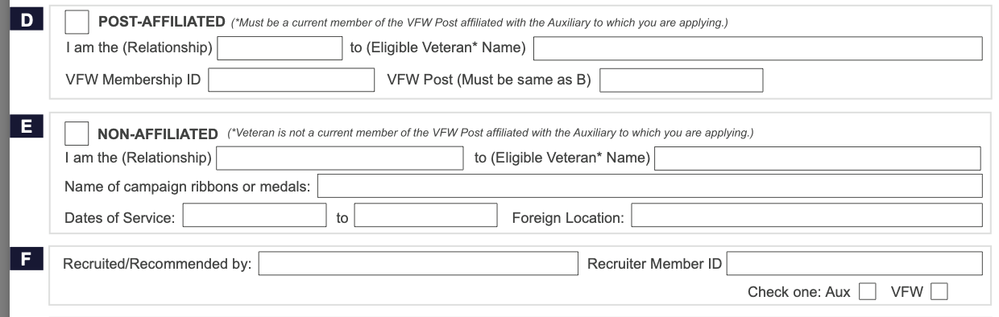 D
POST-AFFILIATED (*Must be a current member of the VFW Post affiliated with the Auxiliary to which you are applying.)
I am the (Relationship) to (Eligible Veteran* Name)
VFW Membership ID VFW Post (Must be same as B)
E
NON-AFFILIATED (*Veteran is not a current member of the VFW Post affiliated with the Auxiliary to which you are applying.)
I am the (Relationship) to (Eligible Veteran* Name)
Name of campaign ribbons or medals:
Dates of Service: to Foreign Location:
F
Recruited/Recommended by: Recruiter Member ID
Check one: Aux VFW